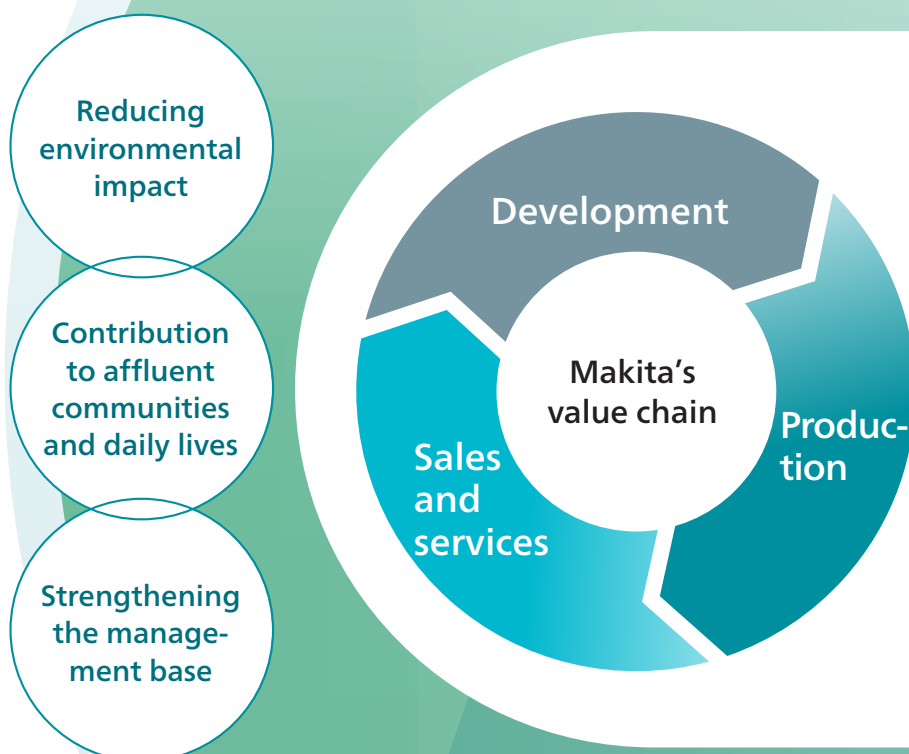 Reducing
environmental
impact
Contribution
to affluent
communities
and daily lives
Strengthening
the manage-
ment base
Development
Makita’s
value chain
Produc-
tion
Sales
and
services